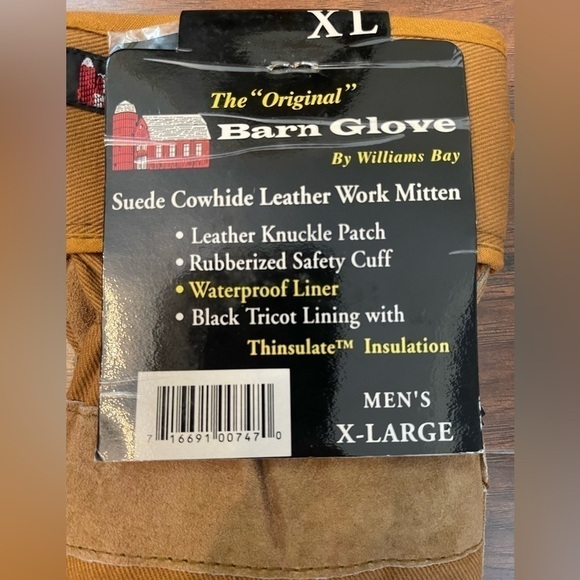 XL
The "Original"
Barn Glove
By Williams Bay
Suede Cowhide Leather Work Mitten
• Leather Knuckle Patch
• Rubberized Safety Cuff
• Waterproof Liner
• Black Tricot Lining with
Thinsulate™ Insulation
MEN'S
X-LARGE
7 16691 00747 0